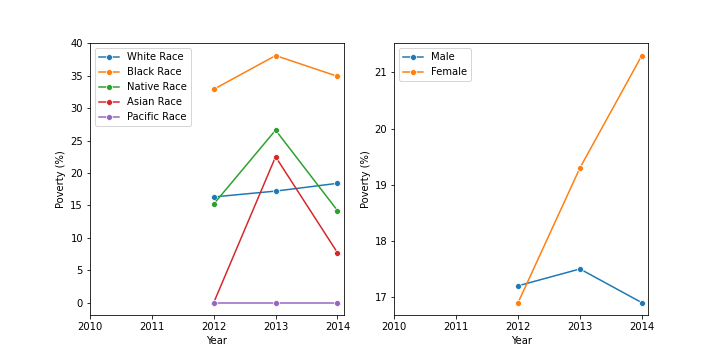 White Race
Black Race
Native Race
Asian Race
Pacific Race
40
35
30
25
20
15
10
5
0
Poverty (%)
2010 2011 2012 2013 2014
Year
Male
Female
21
20
19
18
17
Poverty (%)
2010 2011 2012 2013 2014
Year